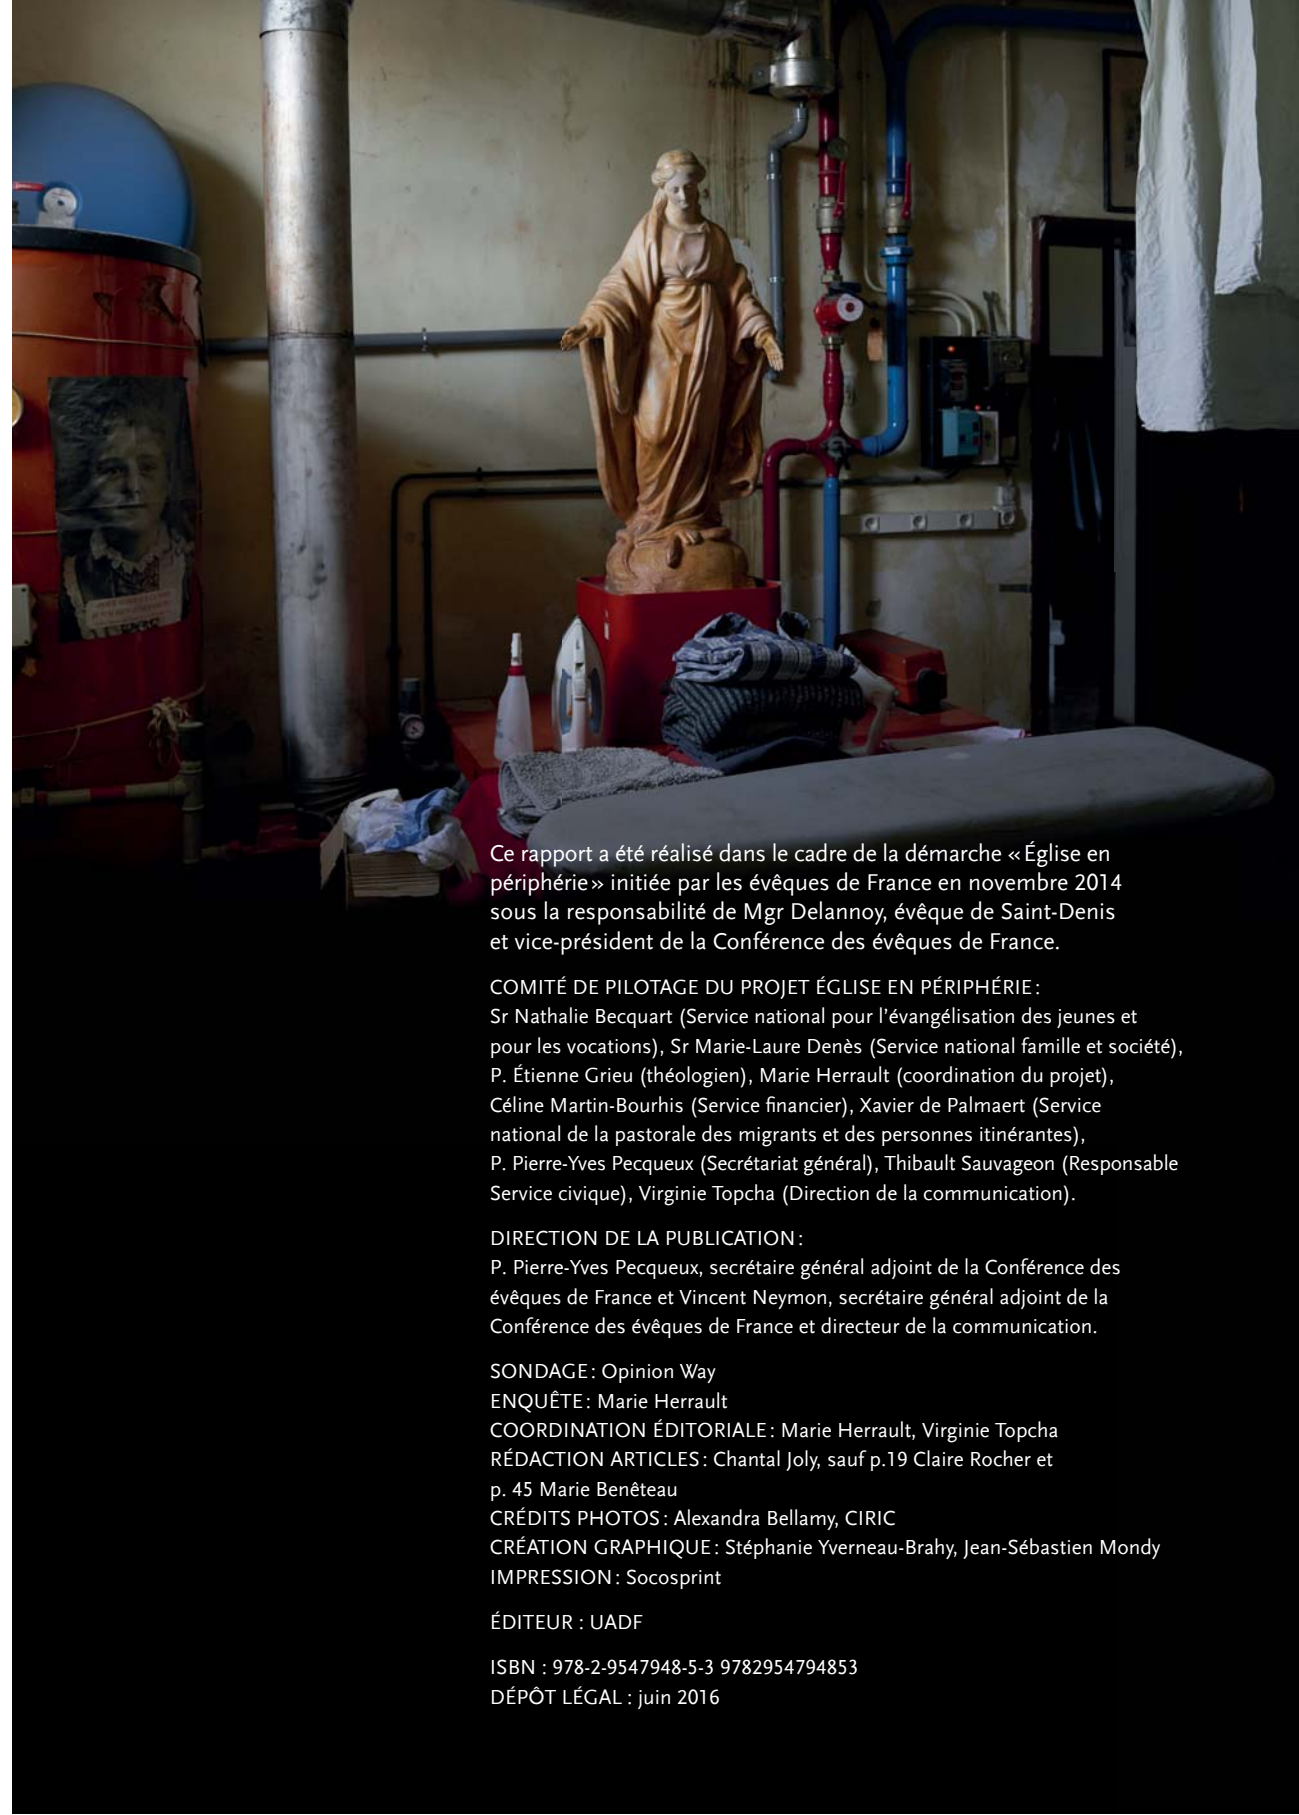 Ce rapport a été réalisé dans le cadre de la démarche « Église en
périphérie » initiée par les évêques de France en novembre 2014
sous la responsabilité de Mgr Delannoy, évêque de Saint-Denis
et vice-président de la Conférence des évêques de France.
COMITÉ DE PILOTAGE DU PROJET ÉGLISE EN PÉRIPHÉRIE :
Sr Nathalie Becquart (Service national pour l’évangélisation des jeunes et
pour les vocations), Sr Marie-Laure Denès (Service national famille et société),
P. Étienne Grieu (théologien), Marie Herrault (coordination du projet),
Céline Martin-Bourhis (Service financier), Xavier de Palmaert (Service
national de la pastorale des migrants et des personnes itinérantes),
P. Pierre-Yves Pecqueux (Secrétariat général), Thibault Sauvageon (Responsable
Service civique), Virginie Topcha (Direction de la communication).
DIRECTION DE LA PUBLICATION :
P. Pierre-Yves Pecqueux, secrétaire général adjoint de la Conférence des
évêques de France et Vincent Neymon, secrétaire général adjoint de la
Conférence des évêques de France et directeur de la communication.
SONDAGE : Opinion Way
ENQUÊTE : Marie Herrault
COORDINATION ÉDITORIALE : Marie Herrault, Virginie Topcha
RÉDACTION ARTICLES : Chantal Joly, sauf p.19 Claire Rocher et
p. 45 Marie Benêteau
CRÉDITS PHOTOS : Alexandra Bellamy, CIRIC
CRÉATION GRAPHIQUE : Stéphanie Yverneau-Brahy, Jean-Sébastien Mondy
IMPRESSION : Socosprint
ÉDITEUR : UADF
ISBN : 978-2-9547948-5-3 9782954794853
DÉPÔT LÉGAL : juin 2016